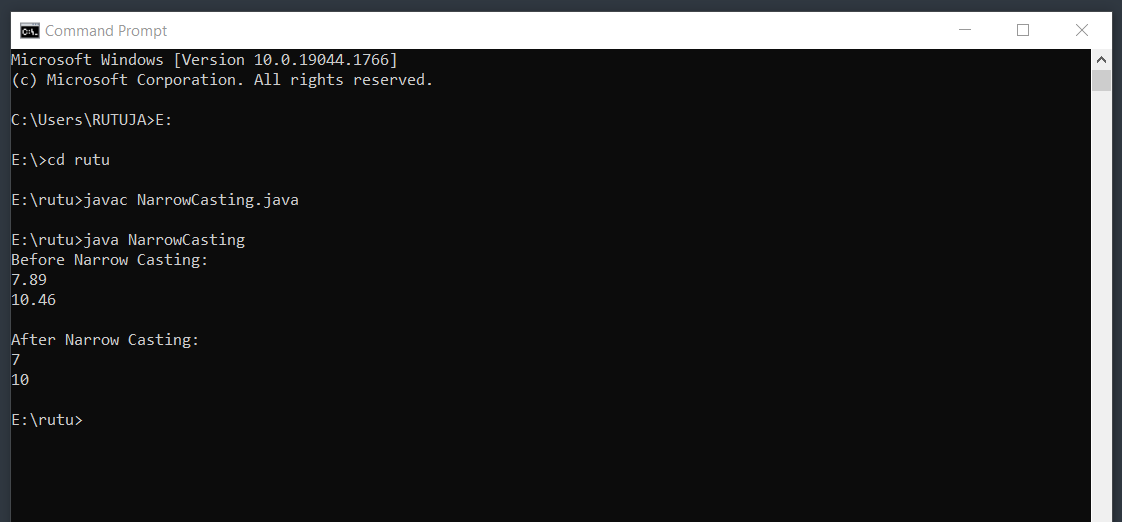 Command Prompt
Microsoft Windows [Version 10.0.19044.1766]
(c) Microsoft Corporation. All rights reserved.
C:\Users\RUTUJA>E:
E:\>cd rutu
E:\rutu>javac NarrowCasting.java
E:\rutu>java NarrowCasting
Before Narrow Casting:
7.89
10.46
After Narrow Casting:
7
10
E:\rutu>